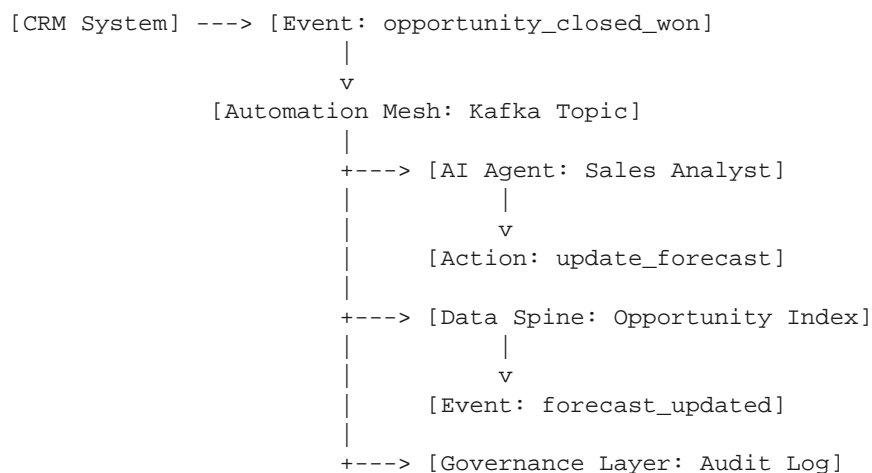 [CRM System] ---> [Event: opportunity_closed_won]
                       |
                       v
              [Automation Mesh: Kafka Topic]
                       |
                       +---> [AI Agent: Sales Analyst]
                       |          |
                       |          v
                       |     [Action: update_forecast]
                       |
                       +---> [Data Spine: Opportunity Index]
                       |          |
                       |          v
                       |     [Event: forecast_updated]
                       |
                       +---> [Governance Layer: Audit Log]